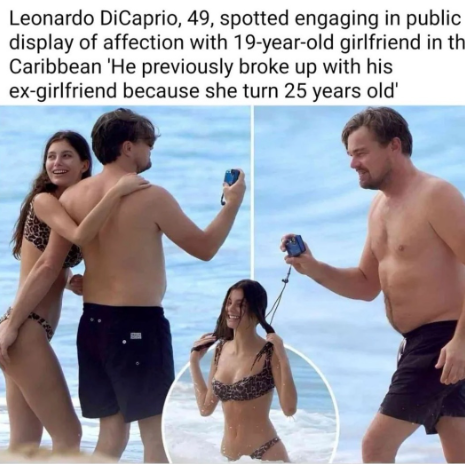 Leonardo DiCaprio, 49, spotted engaging in public
display of affection with 19-year-old girlfriend in th
Caribbean 'He previously broke up with his
ex-girlfriend because she turn 25 years old'